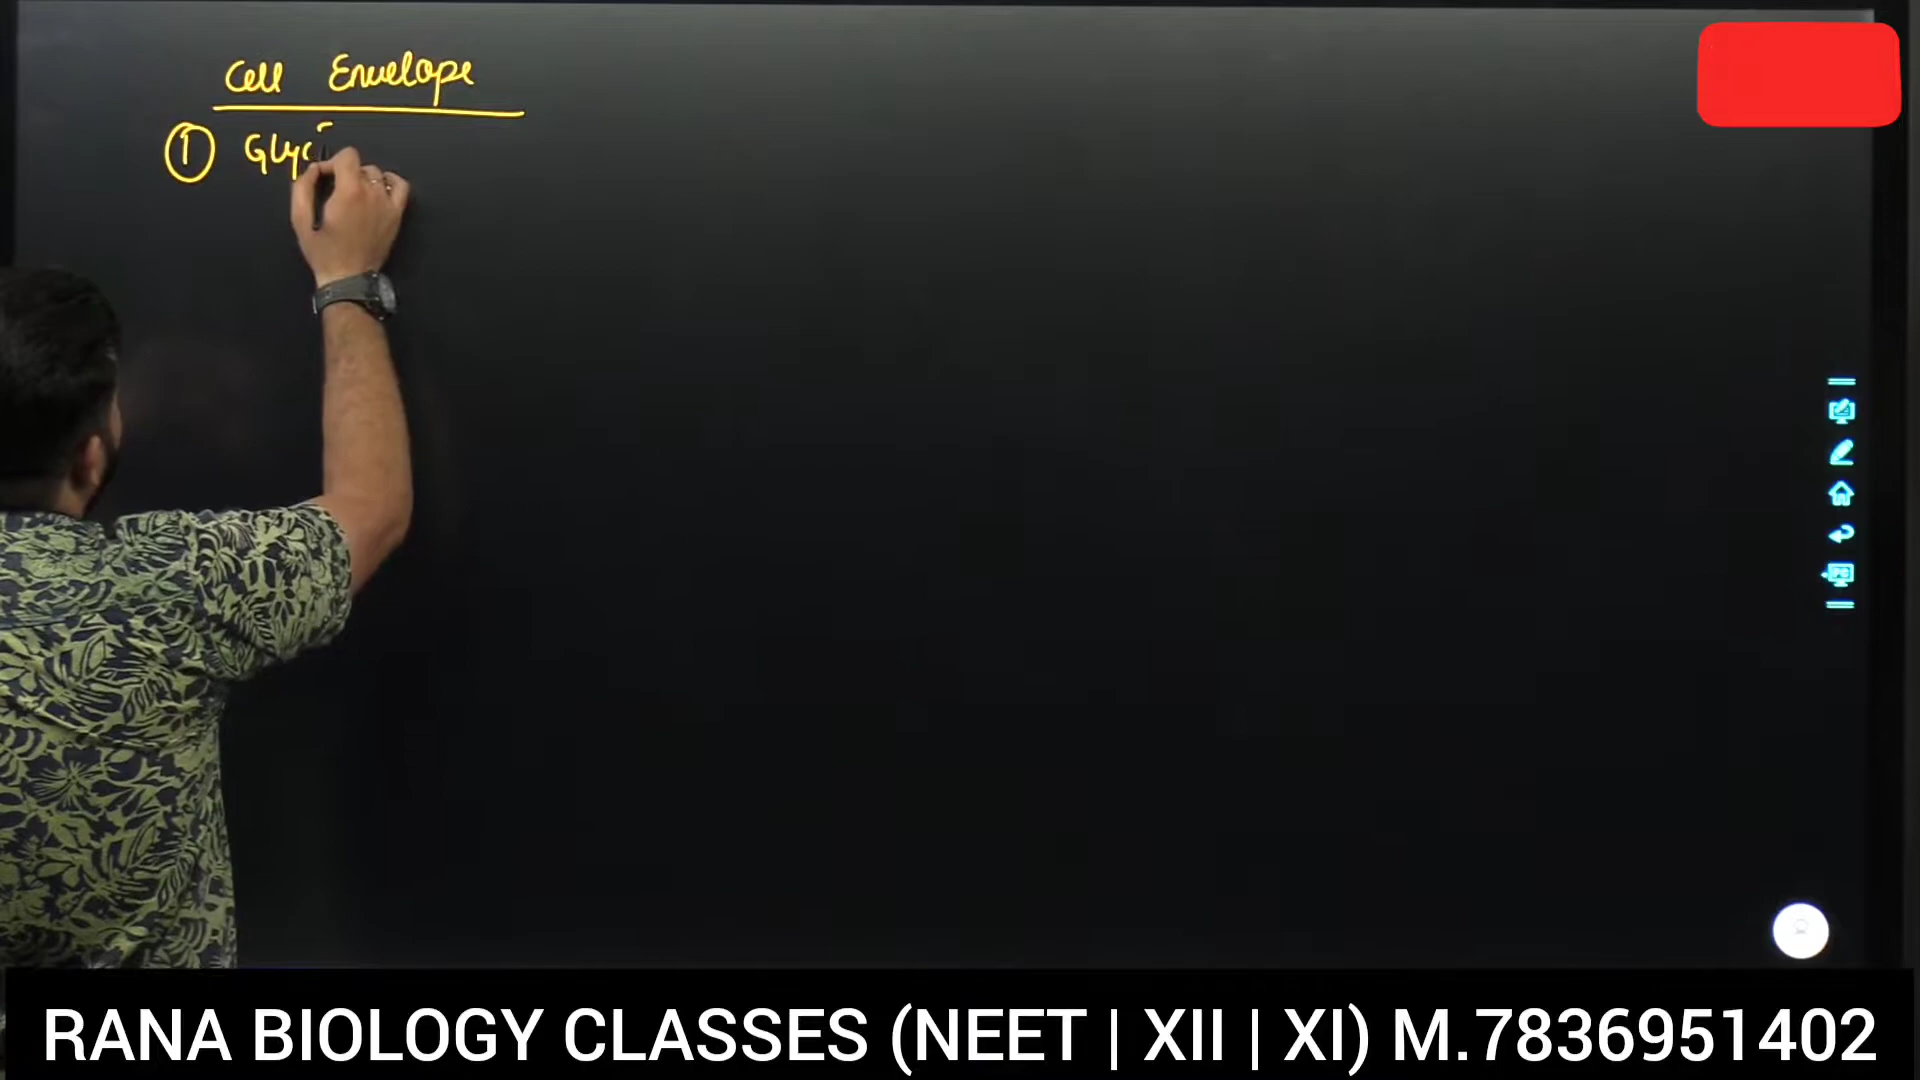 Cell Envelope
① Glyc
RANA BIOLOGY CLASSES (NEET | XII | XI) M.7836951402